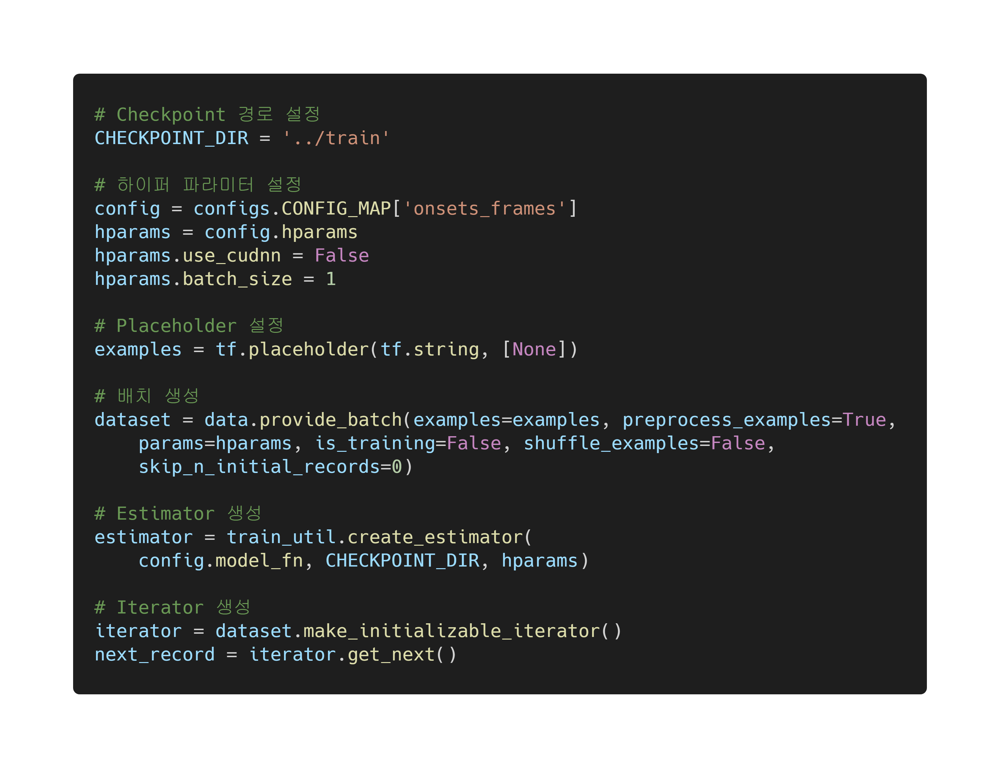 # Checkpoint 경로 설정
CHECKPOINT_DIR = '../train'
# 하이퍼 파라미터 설정
config = configs.CONFIG_MAP['onsets_frames']
hparams = config.hparams
hparams.use_cudnn = False
hparams.batch_size = 1
# Placeholder 설정
examples = tf.placeholder(tf.string, [None])
# 배치 생성
dataset = data.provide_batch(examples=examples, preprocess_examples=True,
    params=hparams, is_training=False, shuffle_examples=False,
    skip_n_initial_records=0)
# Estimator 생성
estimator = train_util.create_estimator(
    config.model_fn, CHECKPOINT_DIR, hparams)
# Iterator 생성
iterator = dataset.make_initializable_iterator()
next_record = iterator.get_next()